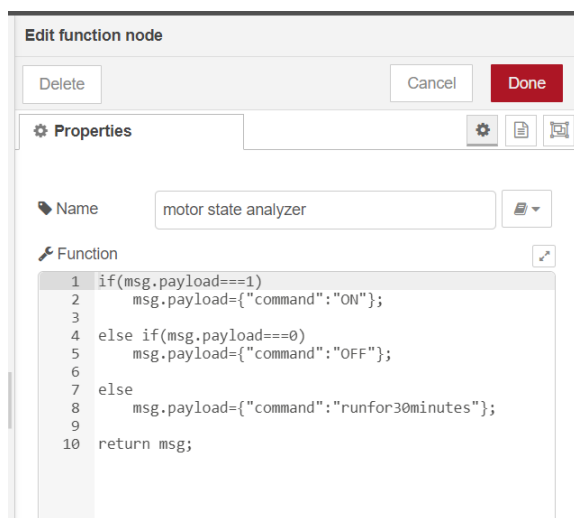 Edit function node
Delete Cancel Done
Properties
Name motor state analyzer
Function
1 if(msg.payload===1)
2     msg.payload={"command":"ON"};
3
4 else if(msg.payload===0)
5     msg.payload={"command":"OFF"};
6
7 else
8     msg.payload={"command":"runfor30minutes"};
9
10 return msg;